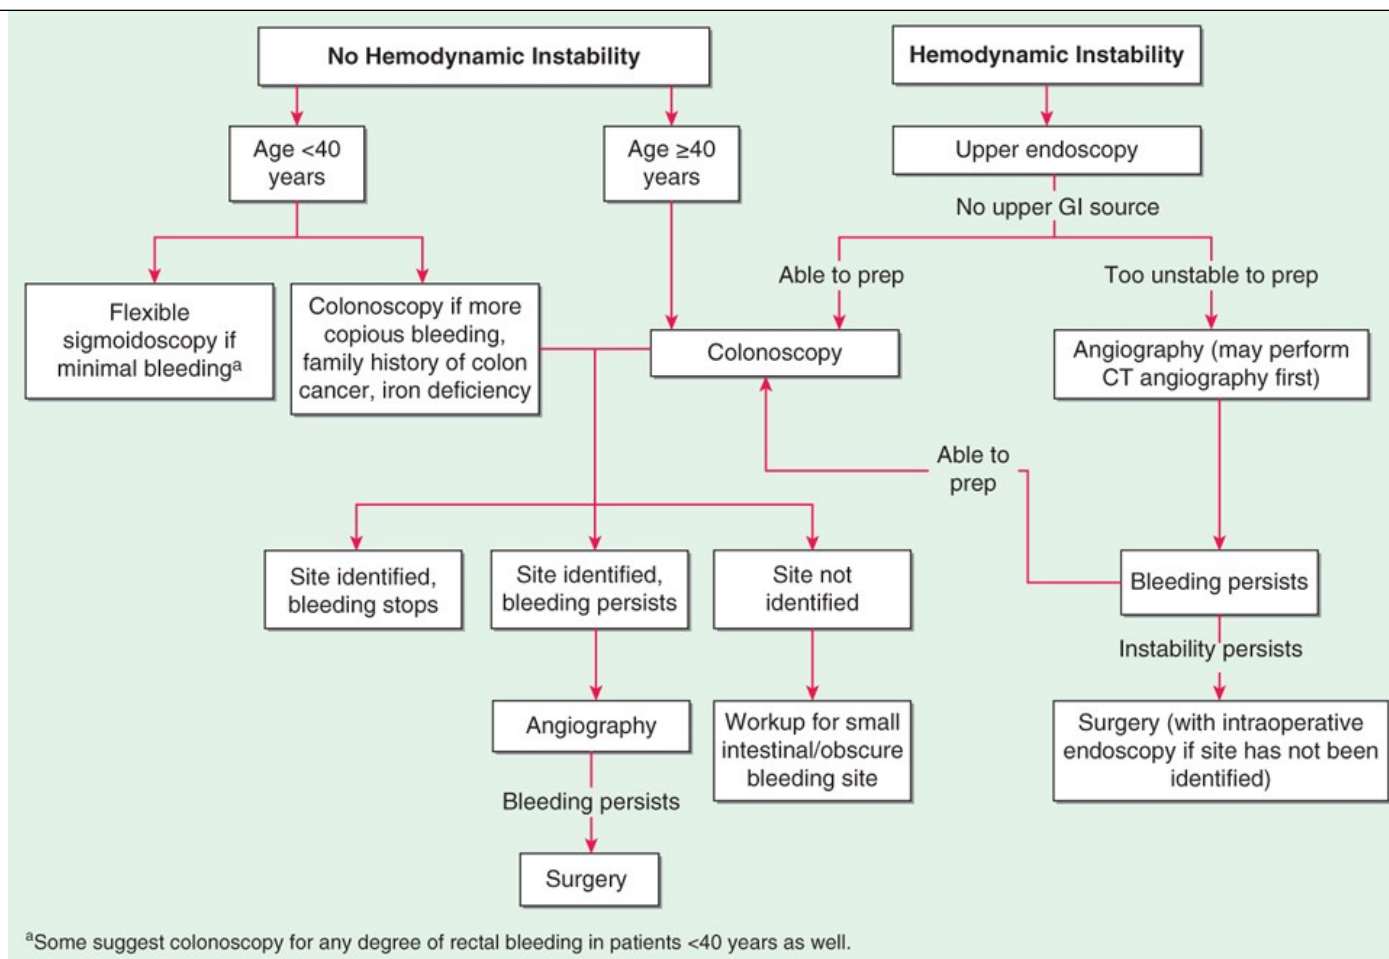 No Hemodynamic Instability
Hemodynamic Instability
Age <40
years
Age ≥40
years
Upper endoscopy
No upper GI source
Able to prep
Too unstable to prep
Flexible
sigmoidoscopy if
minimal bleedingᵃ
Colonoscopy if more
copious bleeding,
family history of colon
cancer, iron deficiency
Colonoscopy
Angiography (may perform
CT angiography first)
Able to
prep
Site identified,
bleeding stops
Site identified,
bleeding persists
Site not
identified
Bleeding persists
Instability persists
Angiography
Workup for small
intestinal/obscure
bleeding site
Surgery (with intraoperative
endoscopy if site has not been
identified)
Bleeding persists
Surgery
ᵃSome suggest colonoscopy for any degree of rectal bleeding in patients <40 years as well.